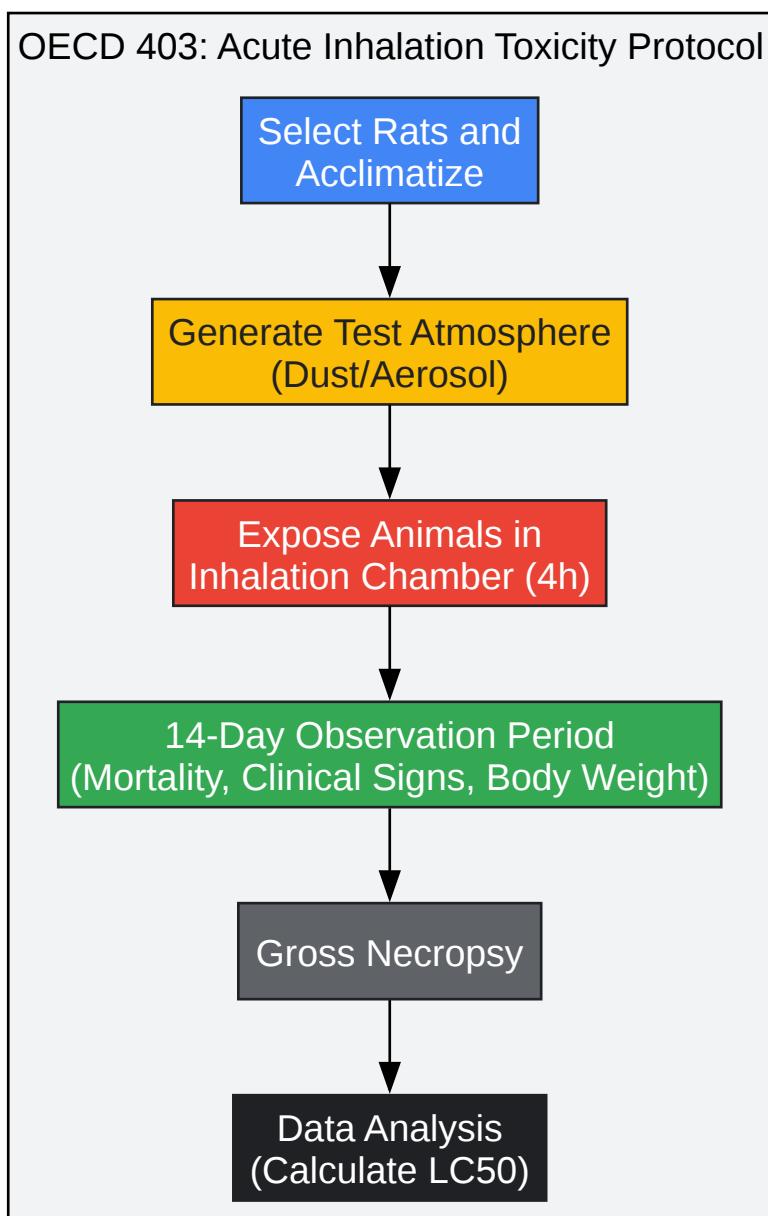 OECD 403: Acute Inhalation Toxicity Protocol
Select Rats and
Acclimatize
Generate Test Atmosphere
(Dust/Aerosol)
Expose Animals in
Inhalation Chamber (4h)
14-Day Observation Period
(Mortality, Clinical Signs, Body Weight)
Gross Necropsy
Data Analysis
(Calculate LC50)